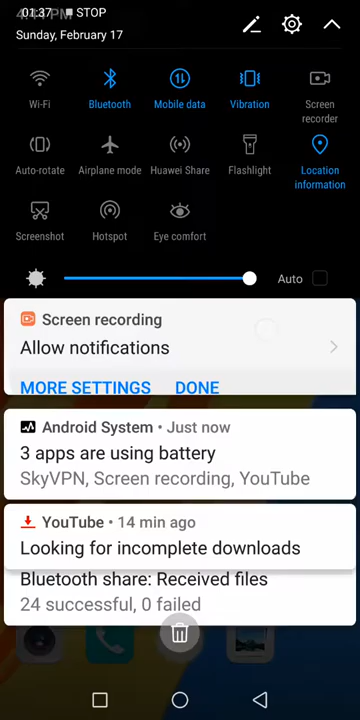 01:37 STOP
Sunday, February 17
Wi-Fi
Bluetooth
Mobile data
Vibration
Screen
recorder
Auto-rotate
Airplane mode
Huawei Share
Flashlight
Location
information
Screenshot
Hotspot
Eye comfort
Auto
Screen recording
Allow notifications
MORE SETTINGS DONE
Android System • Just now
3 apps are using battery
SkyVPN, Screen recording, YouTube
YouTube • 14 min ago
Looking for incomplete downloads
Bluetooth share: Received files
24 successful, 0 failed